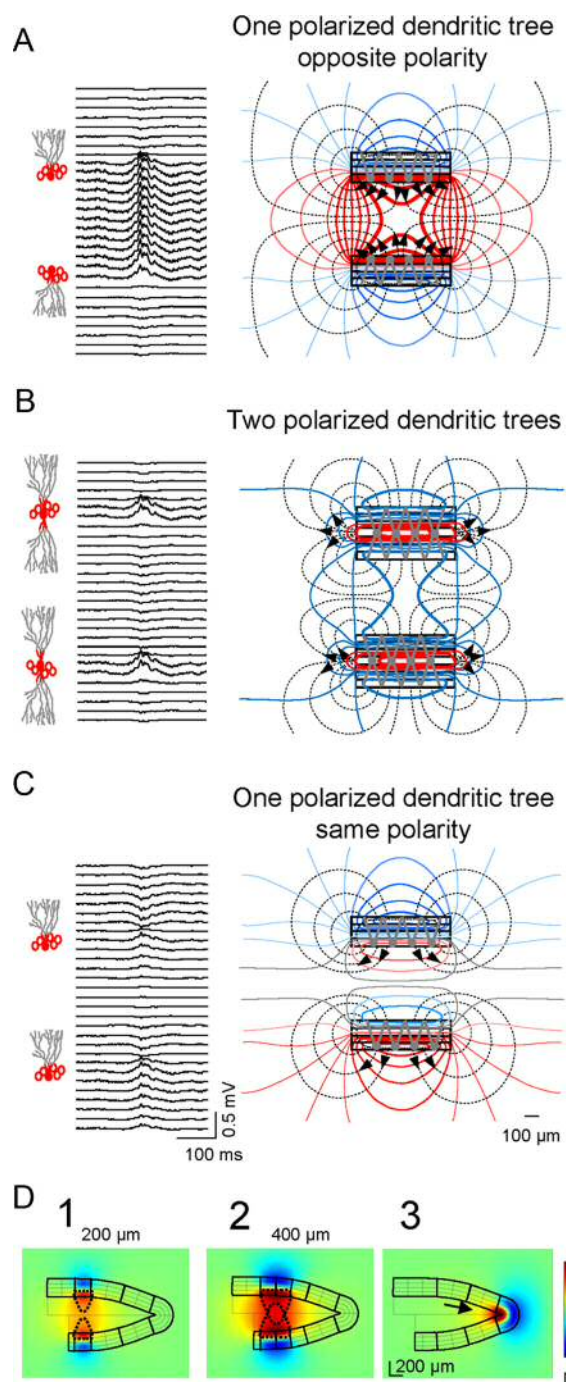 A
One polarized dendritic tree
opposite polarity
B
Two polarized dendritic trees
C
One polarized dendritic tree
same polarity
0.5 mV
100 ms
100 µm
D
1
2
3
200 µm
400 µm
200 µm